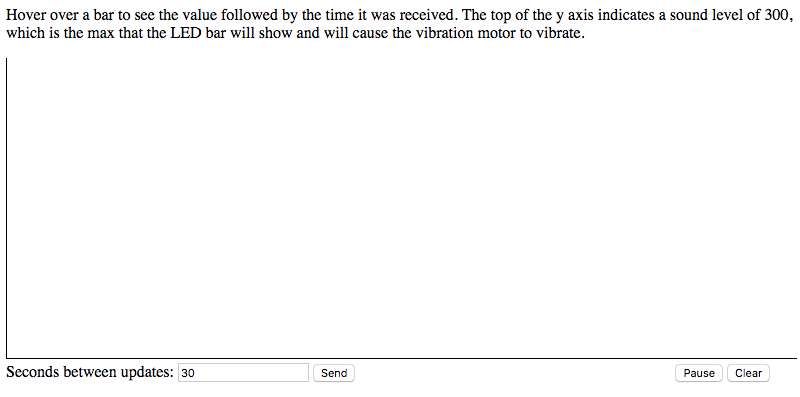 Hover over a bar to see the value followed by the time it was received. The top of the y axis indicates a sound level of 300,
which is the max that the LED bar will show and will cause the vibration motor to vibrate.
Seconds between updates: 30 Send Pause Clear